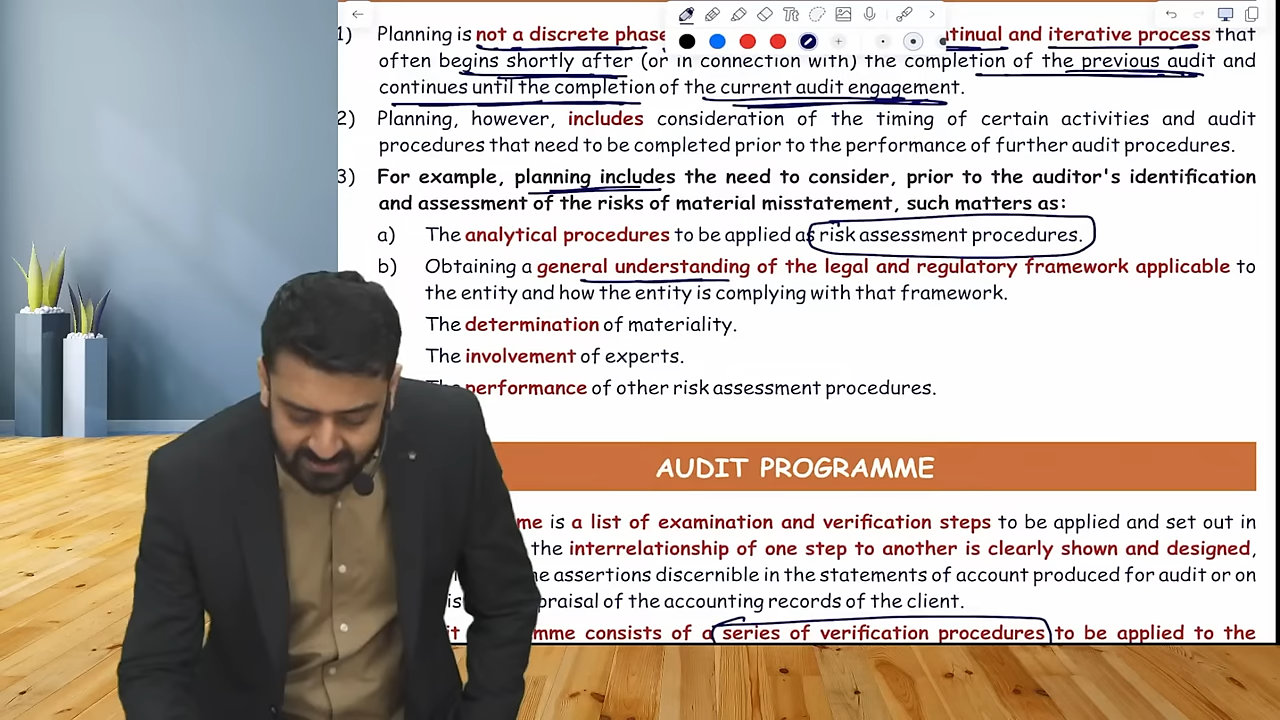 1) Planning is not a discrete phase ntinual and iterative process that
often begins shortly after (or in connection with) the completion of the previous audit and
continues until the completion of the current audit engagement.
2) Planning, however, includes consideration of the timing of certain activities and audit
procedures that need to be completed prior to the performance of further audit procedures.
3) For example, planning includes the need to consider, prior to the auditor's identification
and assessment of the risks of material misstatement, such matters as:
a) The analytical procedures to be applied as risk assessment procedures.
b) Obtaining a general understanding of the legal and regulatory framework applicable to
the entity and how the entity is complying with that framework.
The determination of materiality.
The involvement of experts.
performance of other risk assessment procedures.
AUDIT PROGRAMME
me is a list of examination and verification steps to be applied and set out in
the interrelationship of one step to another is clearly shown and designed,
assertions discernible in the statements of account produced for audit or on
praisal of the accounting records of the client.
mme consists of a series of verification procedures to be applied to the